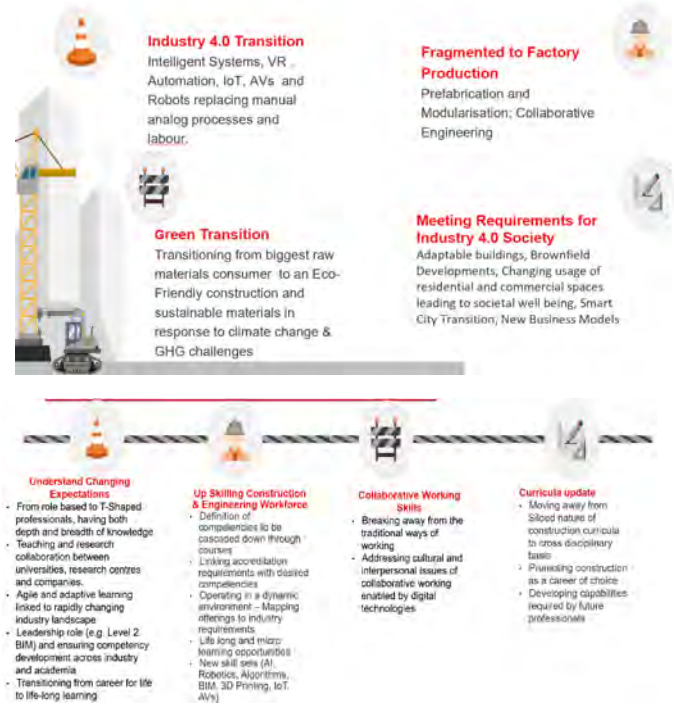 Industry 4.0 Transition
Intelligent Systems, VR ,
Automation, IoT, AVs and
Robots replacing manual
analog processes and
labour.
Fragmented to Factory
Production
Prefabrication and
Modularisation; Collaborative
Engineering
Green Transition
Transitioning from biggest raw
materials consumer to an Eco-
Friendly construction and
sustainable materials in
response to climate change &
GHG challenges
Meeting Requirements for
Industry 4.0 Society
Adaptable buildings, Brownfield
Developments, Changing usage of
residential and commercial spaces
leading to societal well being, Smart
City Transition, New Business Models
Understand Changing
Expectations
- From role based to T-Shaped
professionals, having both
depth and breadth of knowledge
- Teaching and research
collaboration between
universities, research centres
and companies.
- Agile and adaptive learning
linked to rapidly changing
industry landscape
- Leadership role (e.g. Level 2
BIM) and ensuring competency
development across industry
and academia
- Transitioning from career for life
to life-long learning
Up Skilling Construction
& Engineering Workforce
- Definition of
competencies to be
cascaded down through
courses
- Linking accreditation
requirements with desired
competencies
- Operating in a dynamic
environment – Mapping
offerings to industry
requirements
- Life long and micro
learning opportunities
- New skill sets (AI,
Robotics, Algorithms,
BIM, 3D Printing, IoT,
AVs)
Collaborative Working
Skills
- Breaking away from the
traditional ways of
working
- Addressing cultural and
interpersonal issues of
collaborative working
enabled by digital
technologies
Curricula update
- Moving away from
Siloed nature of
construction curricula
to cross disciplinary
basis
- Promoting construction
as a career of choice
- Developing capabilities
required by future
professionals